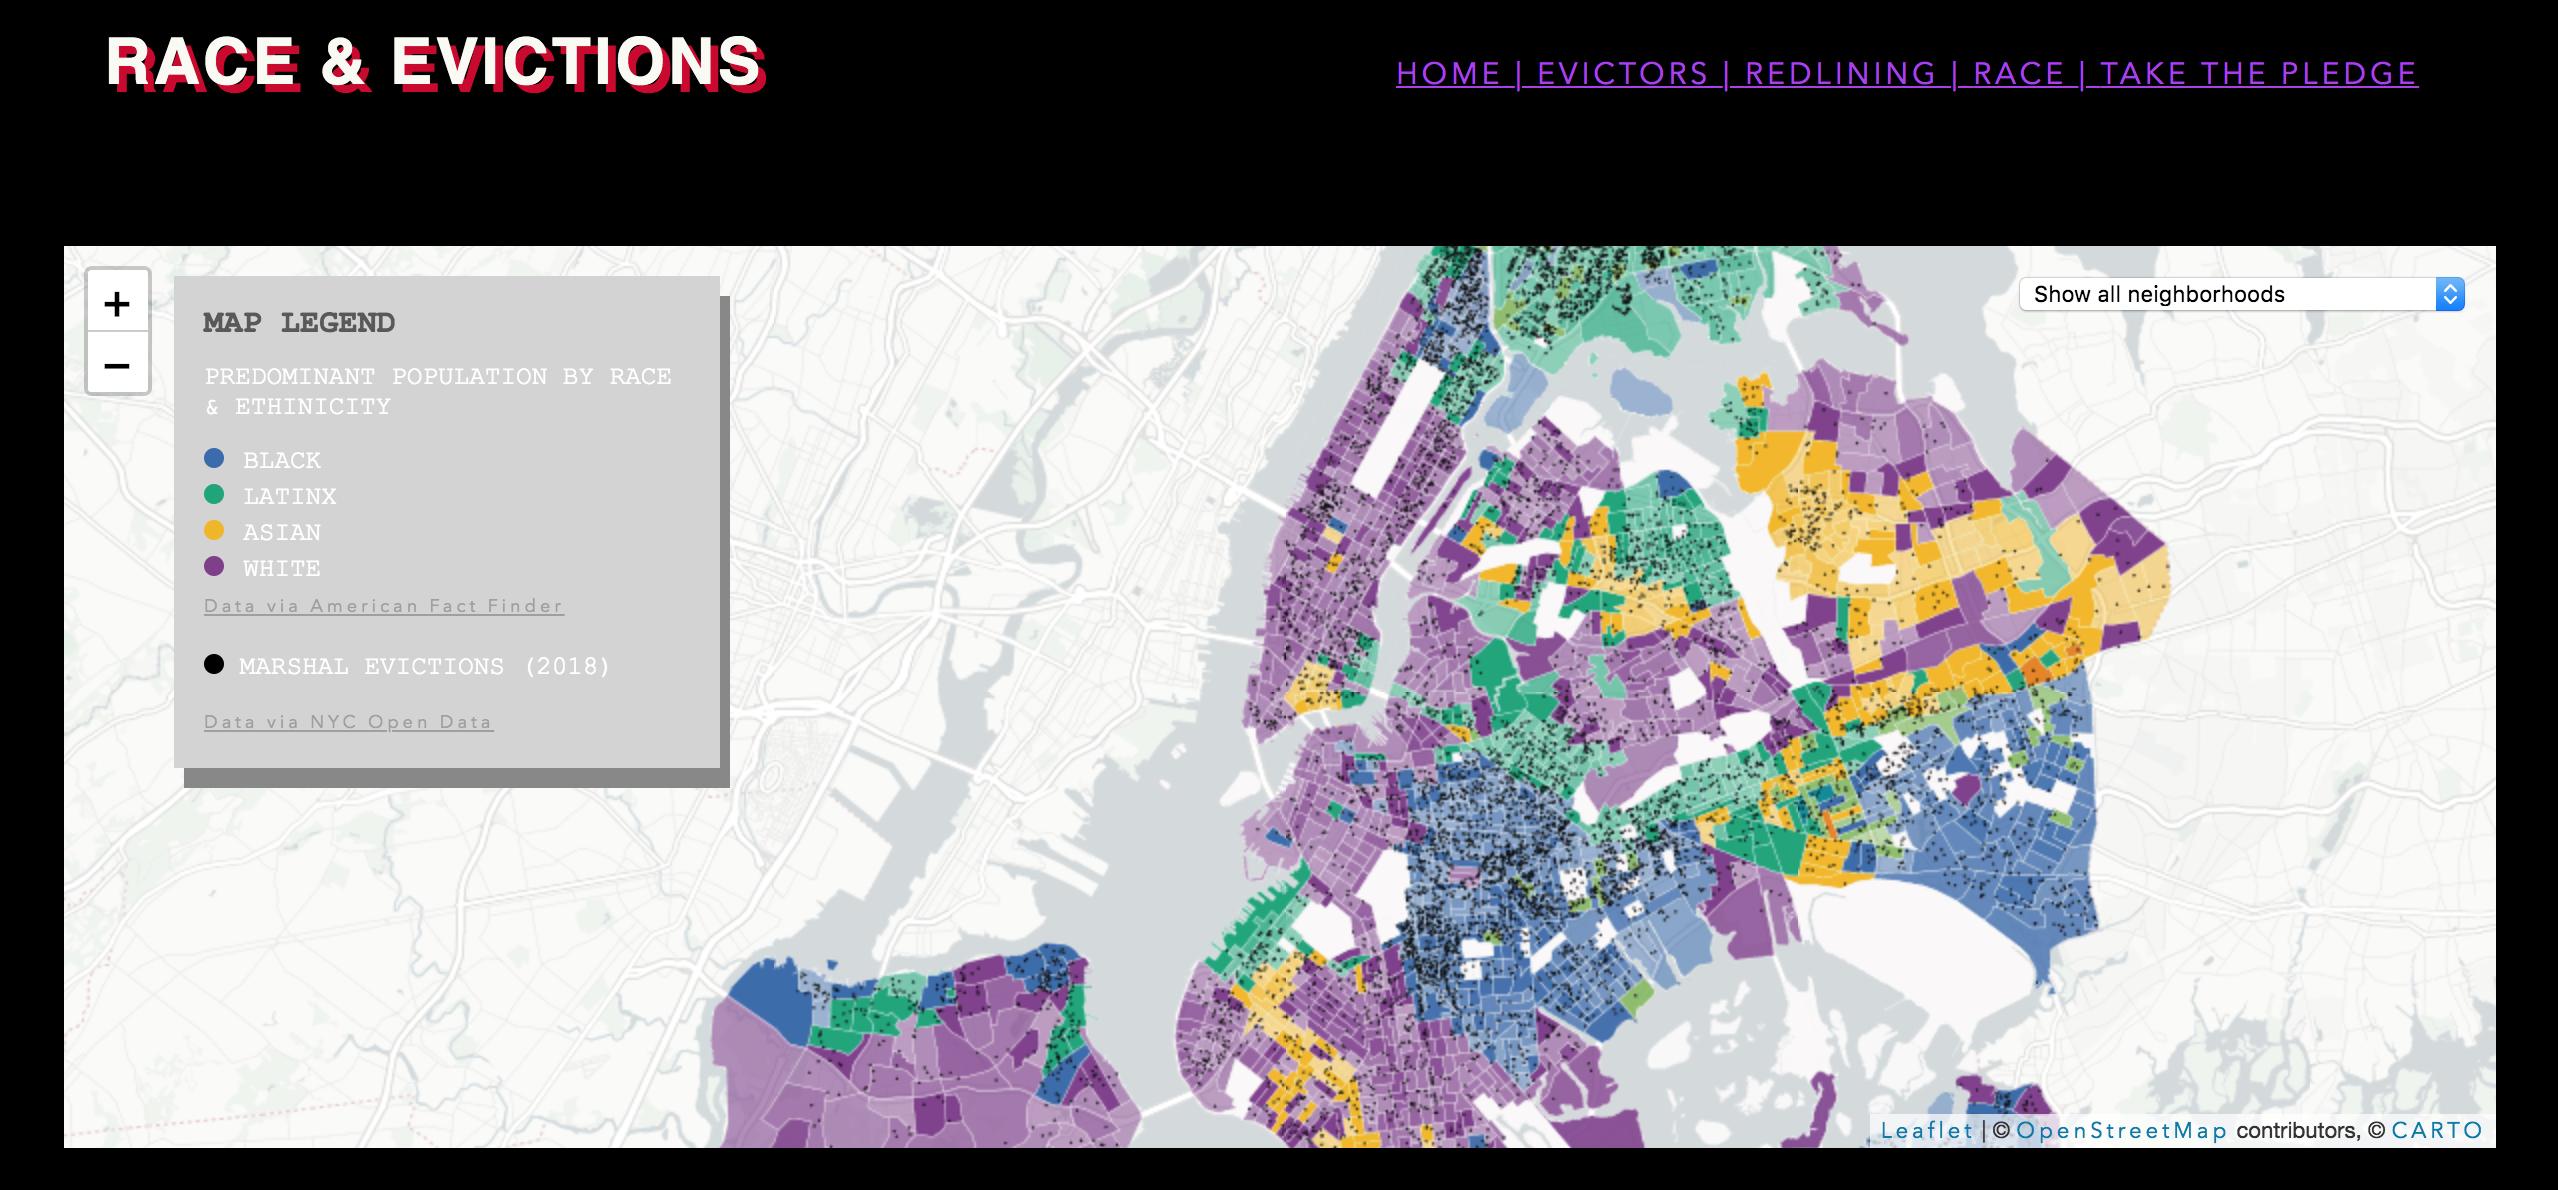 RACE & EVICTIONS
HOME | EVICTORS | REDLINING | RACE | TAKE THE PLEDGE
+
−
MAP LEGEND
PREDOMINANT POPULATION BY RACE
& ETHINICITY
BLACK
LATINX
ASIAN
WHITE
Data via American Fact Finder
MARSHAL EVICTIONS (2018)
Data via NYC Open Data
Show all neighborhoods
Leaflet | © OpenStreetMap contributors, © CARTO